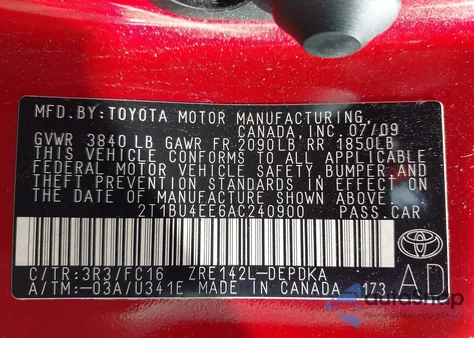 MFD. BY: TOYOTA MOTOR MANUFACTURING,
CANADA, INC. 07/09
GVWR 3840 LB GAWR FR 2090LB RR 1850LB
THIS VEHICLE CONFORMS TO ALL APPLICABLE
FEDERAL MOTOR VEHICLE SAFETY, BUMPER, AND
THEFT PREVENTION STANDARDS IN EFFECT ON
THE DATE OF MANUFACTURE SHOWN ABOVE.
2T1BU4EE6AC240900 PASS. CAR
C/TR: 3R3/FC16 ZRE142L-DEPDKA
A/TM: -03A/U341E MADE IN CANADA 173 AD
autoshop